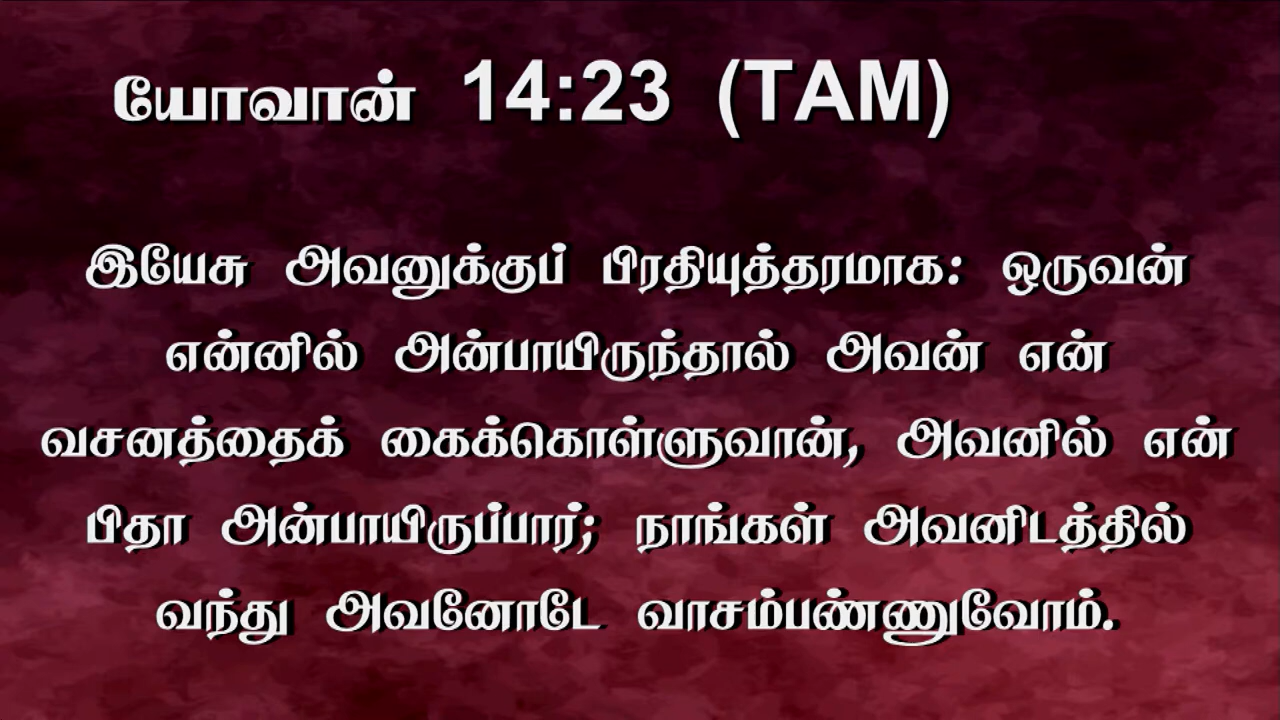 யோவான் 14:23 (TAM)
இயேசு அவனுக்குப் பிரதியுத்தரமாக: ஒருவன்
என்னில் அன்பாயிருந்தால் அவன் என்
வசனத்தைக் கைக்கொள்ளுவான், அவனில் என்
பிதா அன்பாயிருப்பார்; நாங்கள் அவனிடத்தில்
வந்து அவனோடே வாசம்பண்ணுவோம்.